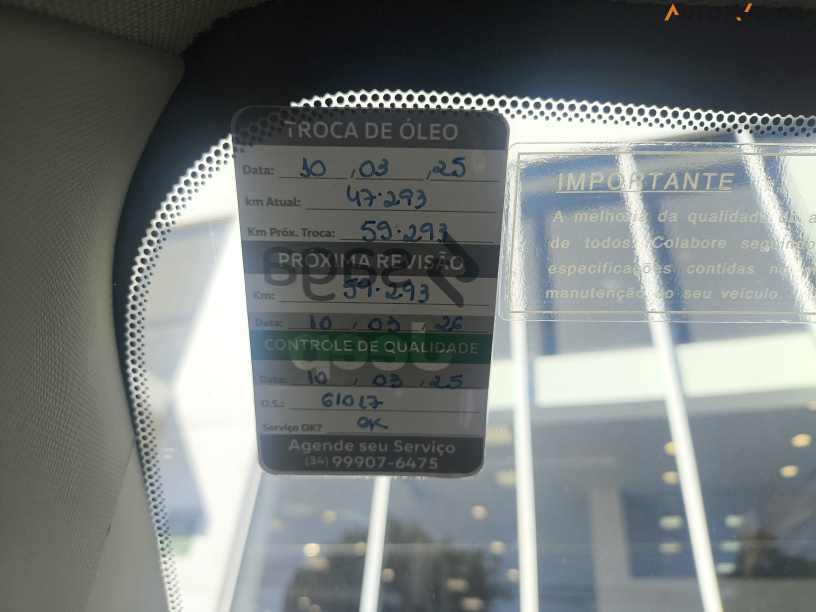 TROCA DE ÓLEO
Data: 10 , 03 , 25
km Atual: 47.293
Km Próx. Troca: 59.293
PRÓXIMA REVISÃO
Km: 59.293
Data: 10 , 03 , 26
CONTROLE DE QUALIDADE
Data: 10 , 03 , 25
O.S.: 61017
Serviço OK? OK
Agende seu Serviço
(34) 99907-6475
IMPORTANTE
A melhoria da qualidade do
de todos. Colabore seguindo
especificações contidas no
manutenção do seu veículo.